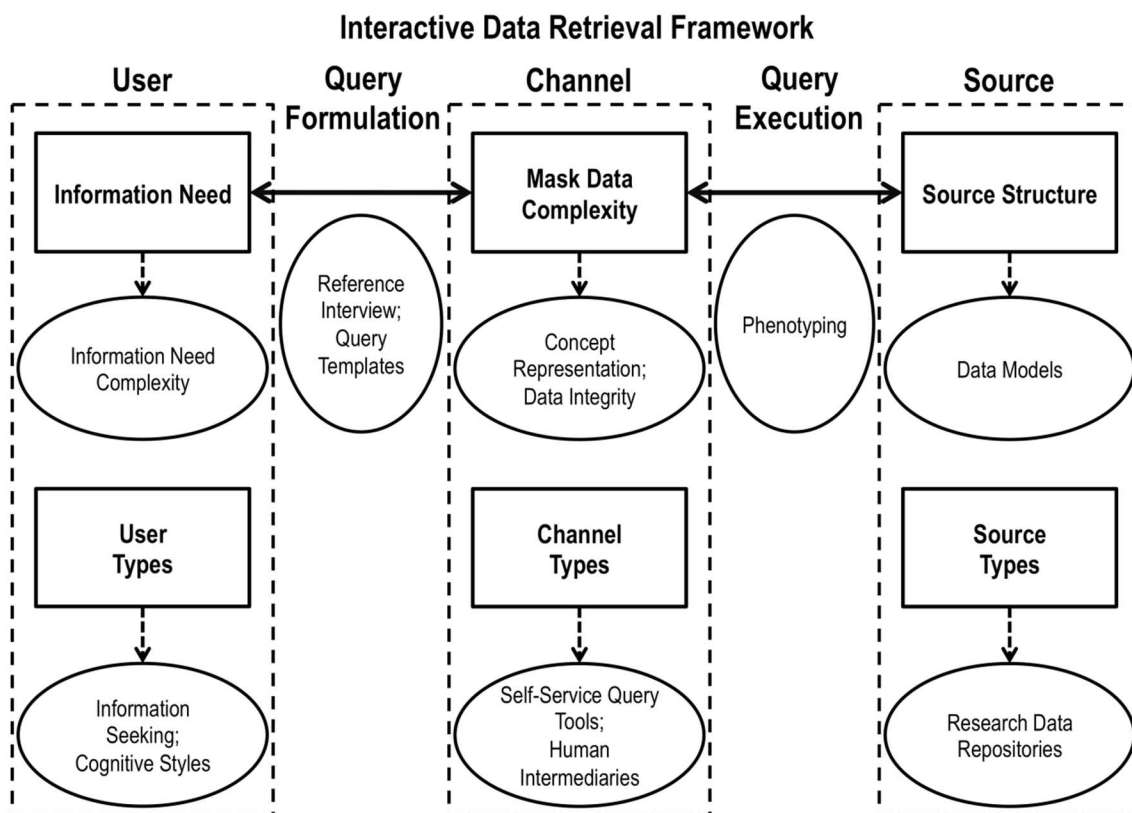 Interactive Data Retrieval Framework
User
Query
Formulation
Channel
Query
Execution
Source
Information Need
Mask Data
Complexity
Source Structure
Information Need
Complexity
Reference
Interview;
Query
Templates
Concept
Representation;
Data Integrity
Phenotyping
Data Models
User
Types
Channel
Types
Source
Types
Information
Seeking;
Cognitive Styles
Self-Service Query
Tools;
Human
Intermediaries
Research Data
Repositories